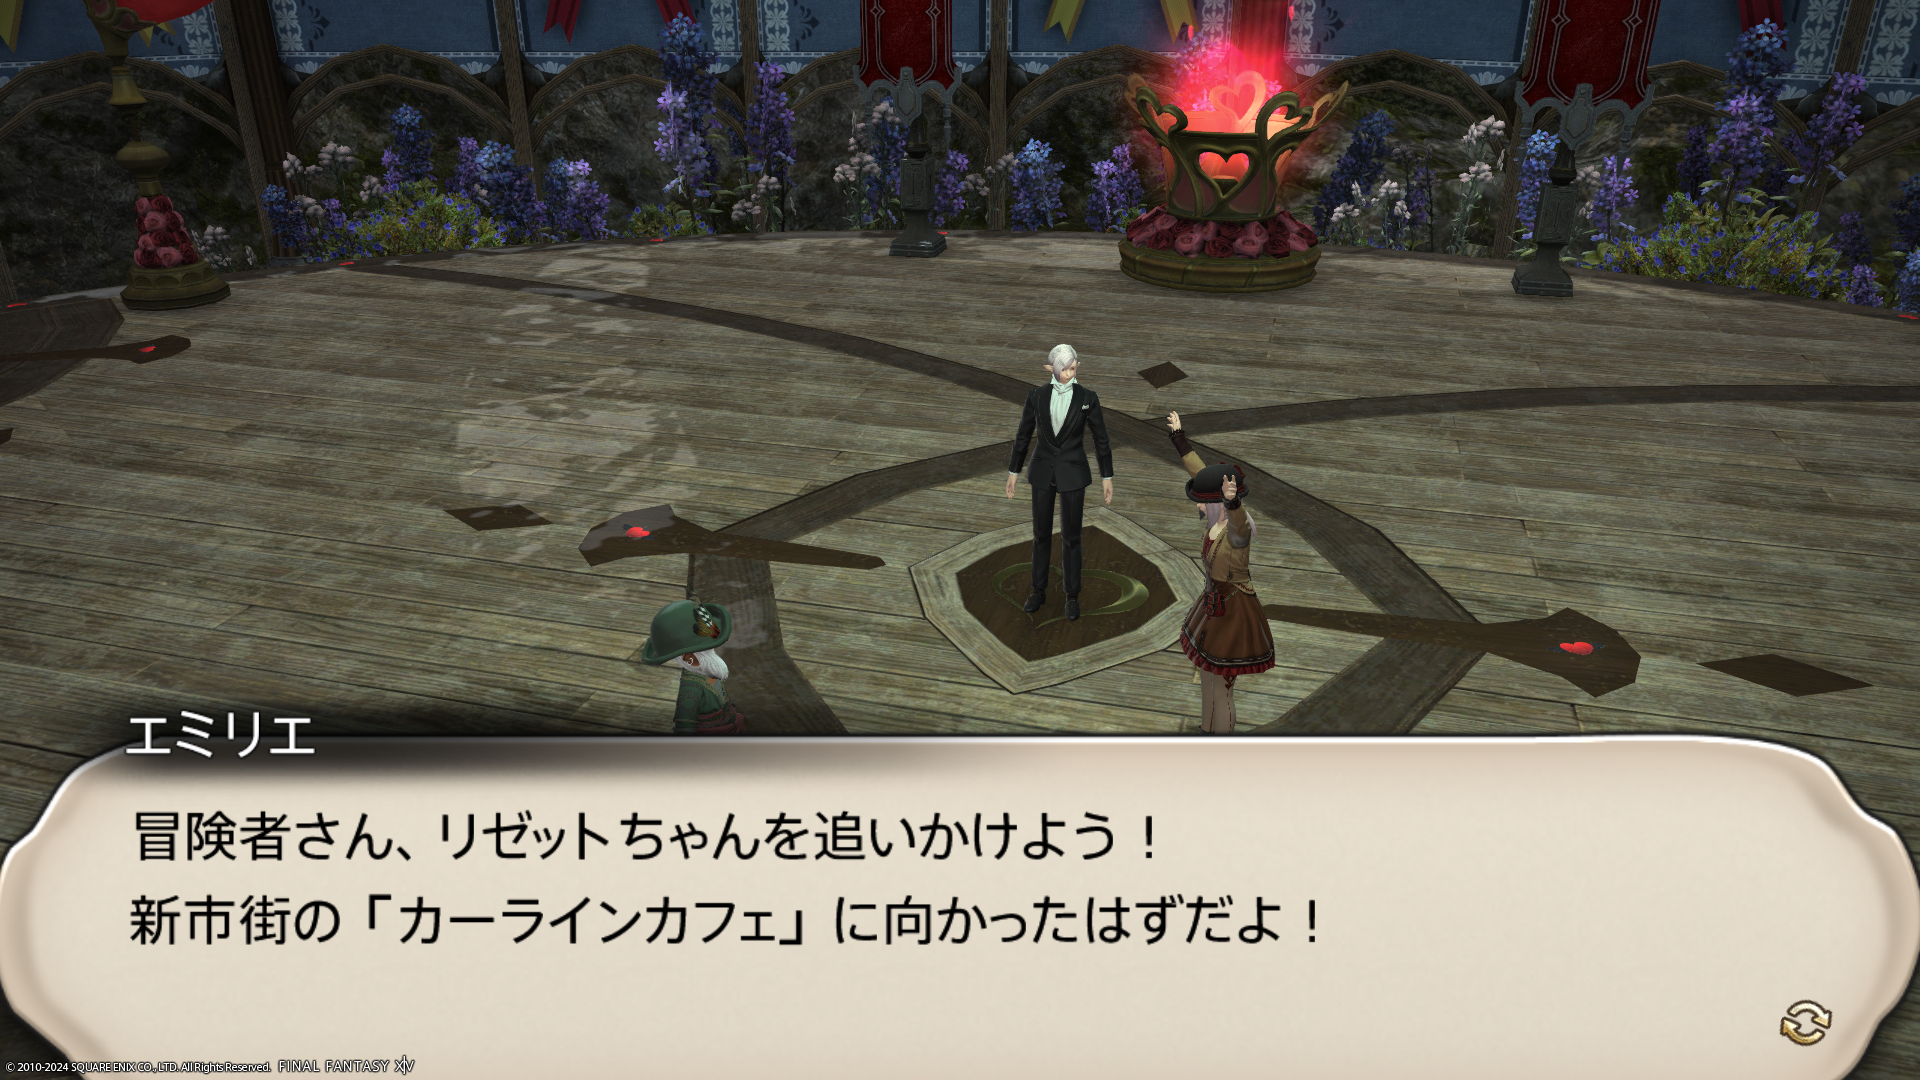 エミリエ
冒険者さん、リゼットちゃんを追いかけよう！
新市街の「カーラインカフェ」に向かったはずだよ！
© 2010-2024 SQUARE ENIX CO., LTD. All Rights Reserved. FINAL FANTASY XIV